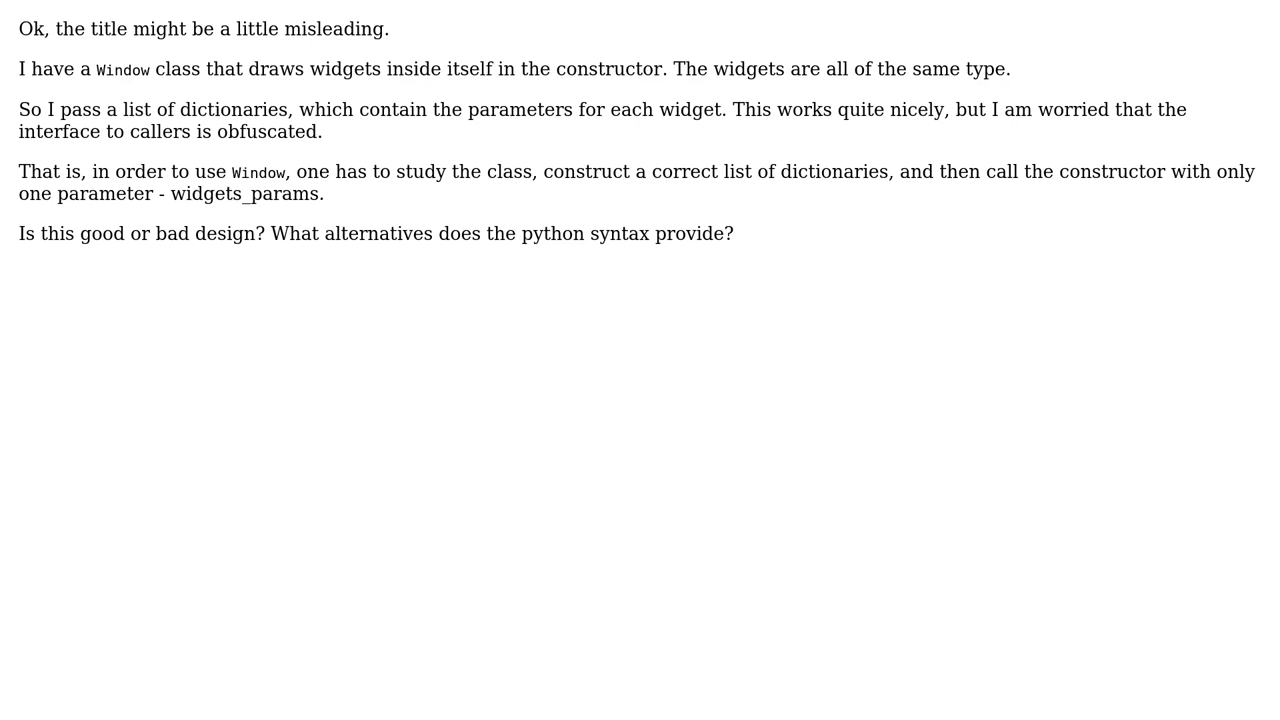 Ok, the title might be a little misleading.
I have a Window class that draws widgets inside itself in the constructor. The widgets are all of the same type.
So I pass a list of dictionaries, which contain the parameters for each widget. This works quite nicely, but I am worried that the
interface to callers is obfuscated.
That is, in order to use Window, one has to study the class, construct a correct list of dictionaries, and then call the constructor with only
one parameter - widgets_params.
Is this good or bad design? What alternatives does the python syntax provide?